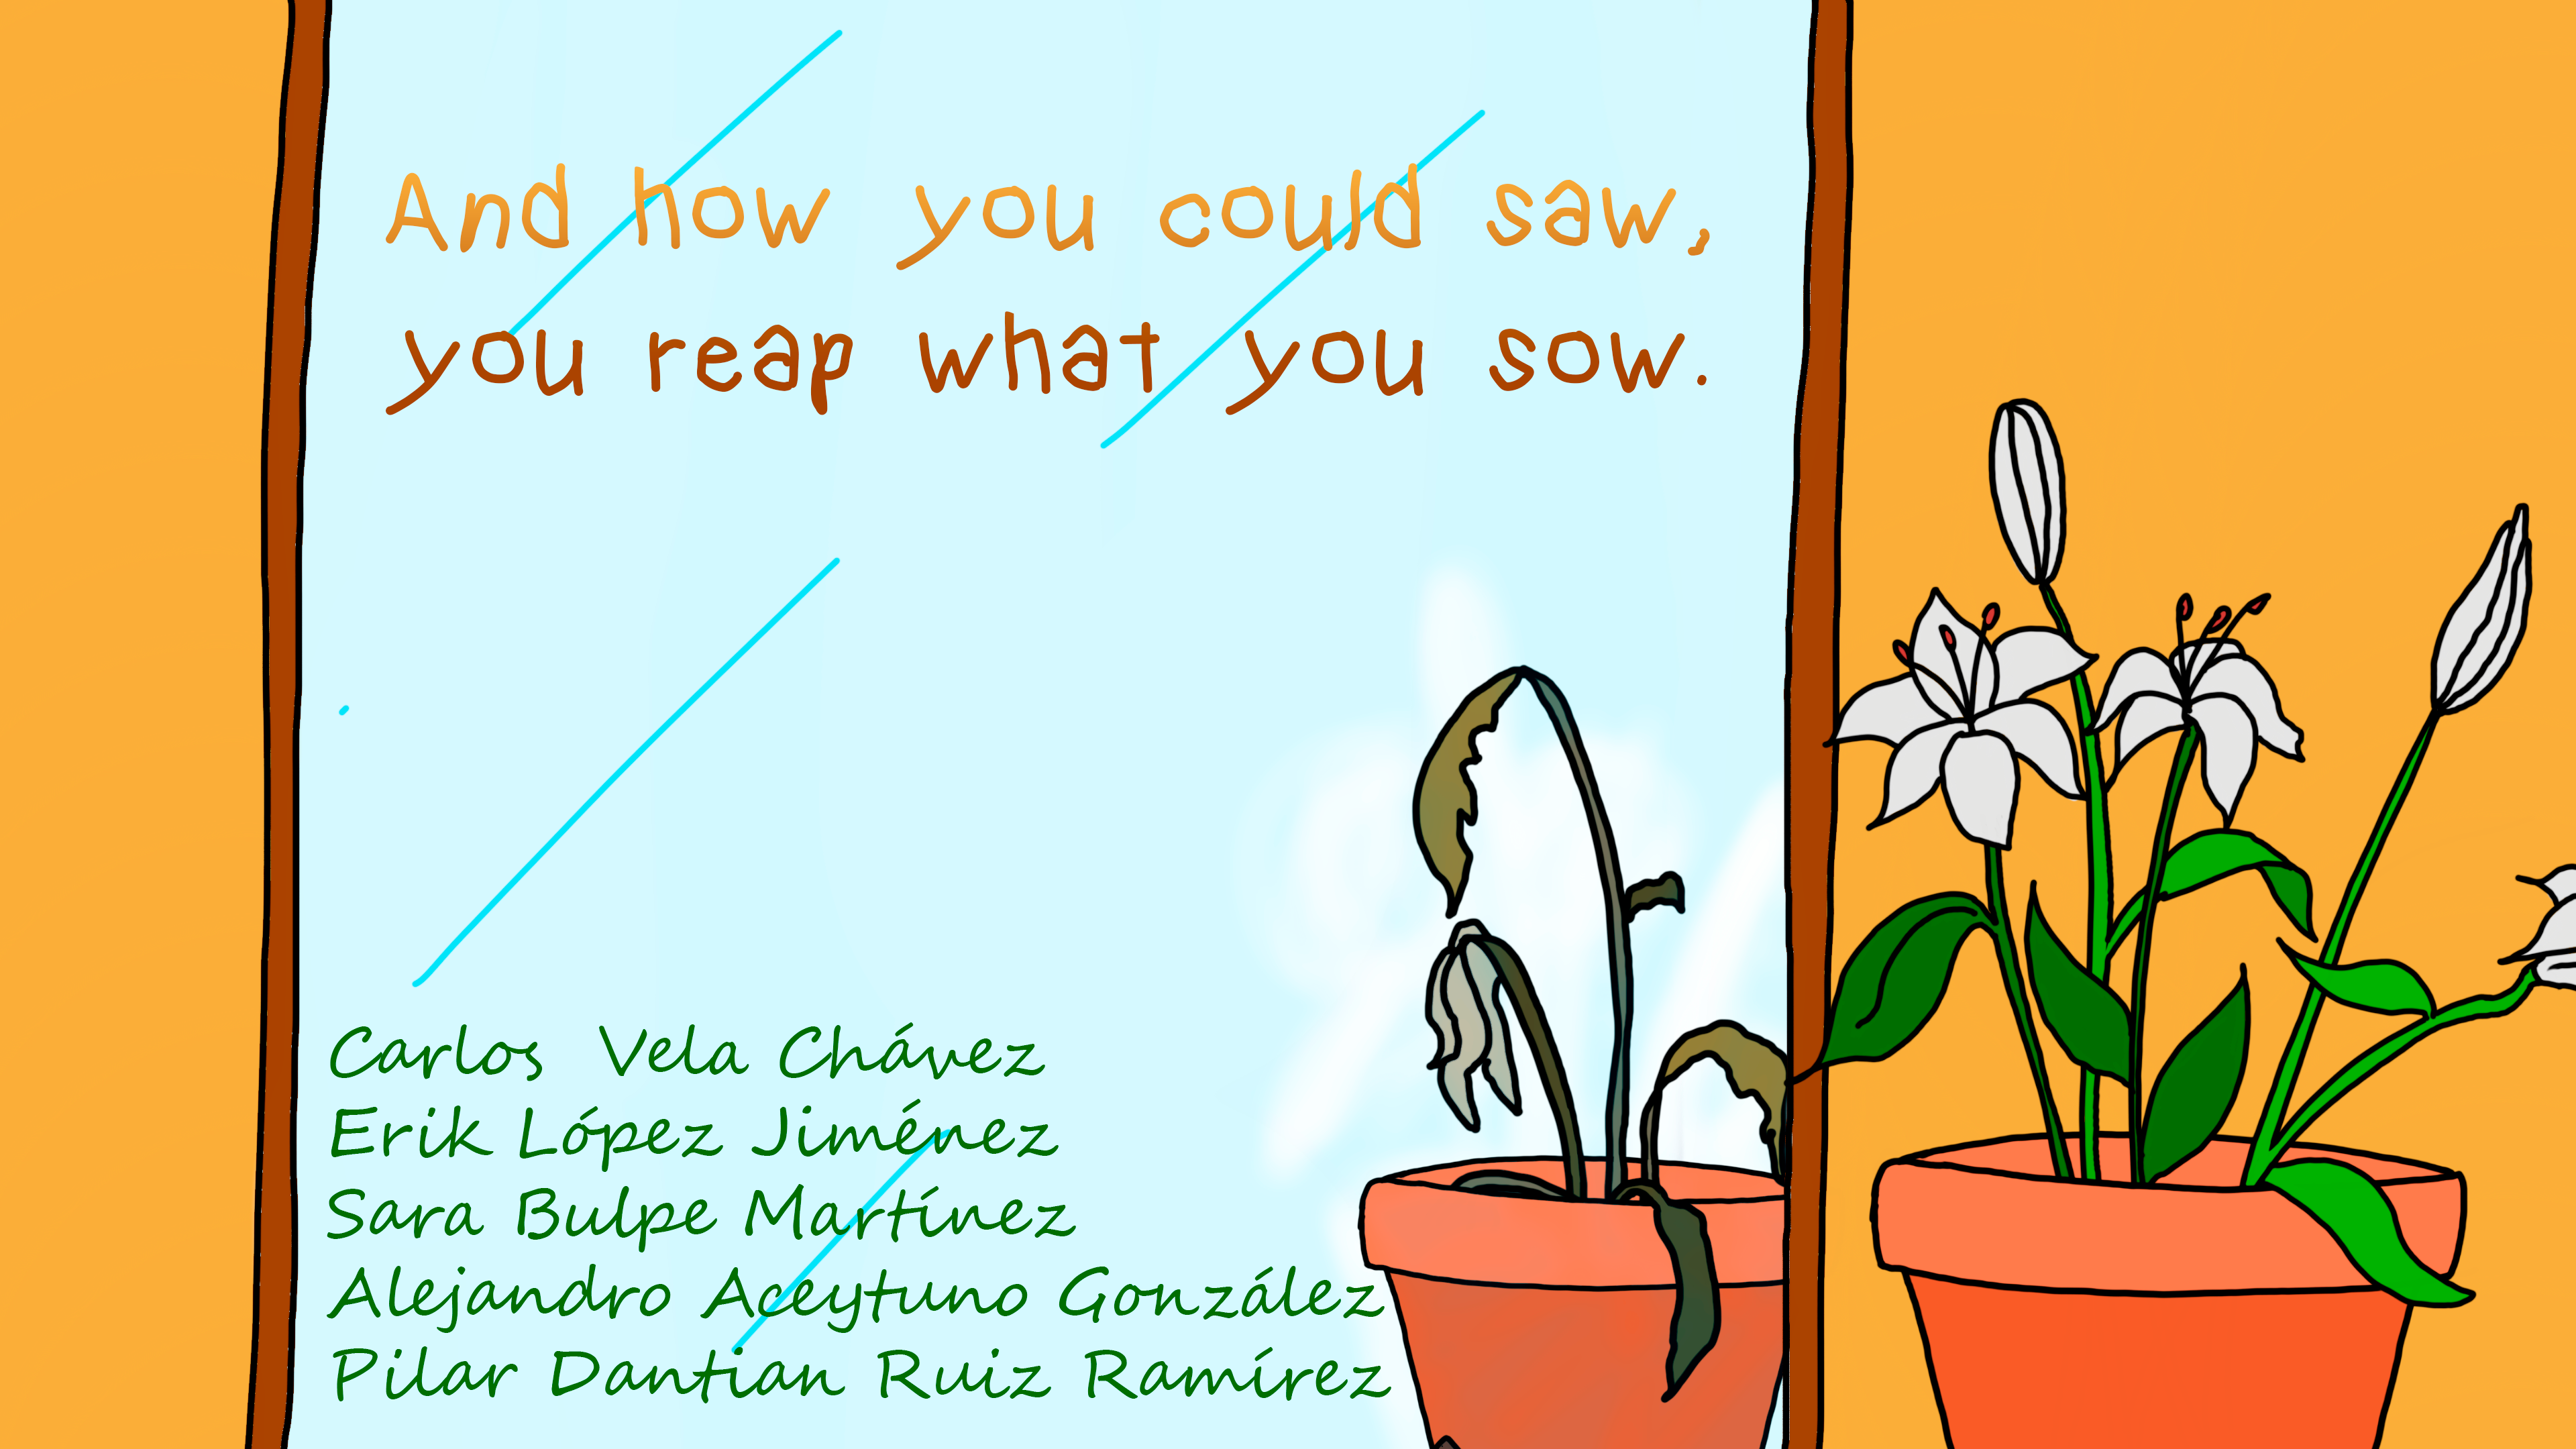 And how you could saw,
you reap what you sow.
Carlos Vela Chávez
Erik López Jiménez
Sara Bulpe Martínez
Alejandro Aceytuno González
Pilar Dantian Ruiz Ramírez